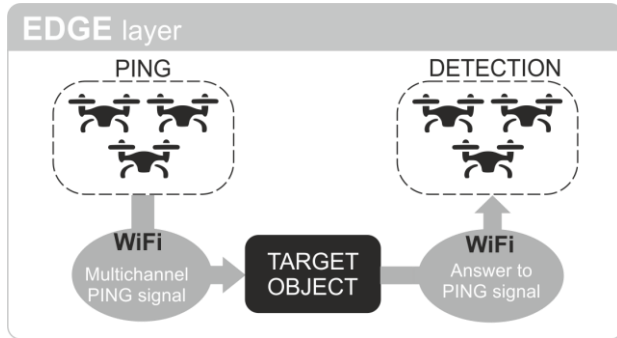 EDGE layer
PING
DETECTION
WiFi
Multichannel
PING signal
TARGET
OBJECT
WiFi
Answer to
PING signal